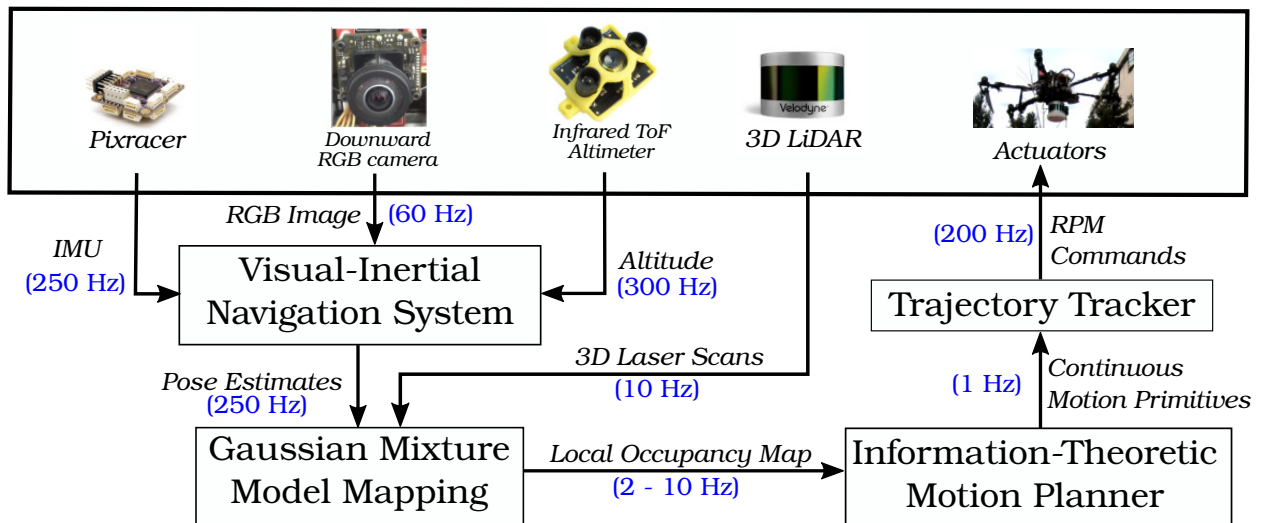 Velodyne
Pixracer
Downward
RGB camera
Infrared ToF
Altimeter
3D LiDAR
Actuators
RGB Image
(60 Hz)
IMU
(250 Hz)
Visual-Inertial
Navigation System
Altitude
(300 Hz)
(200 Hz)
RPM
Commands
Trajectory Tracker
Pose Estimates
(250 Hz)
3D Laser Scans
(10 Hz)
(1 Hz)
Continuous
Motion Primitives
Gaussian Mixture
Model Mapping
Local Occupancy Map
(2 - 10 Hz)
Information-Theoretic
Motion Planner